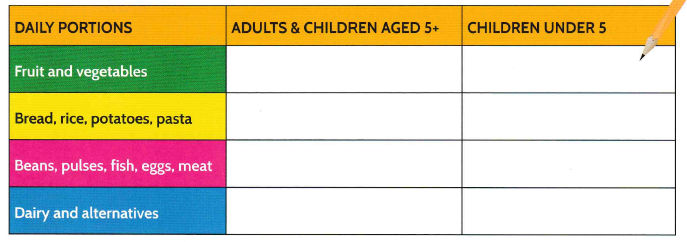 DAILY PORTIONS
ADULTS & CHILDREN AGED 5+
CHILDREN UNDER 5
Fruit and vegetables
Bread, rice, potatoes, pasta
Beans, pulses, fish, eggs, meat
Dairy and alternatives